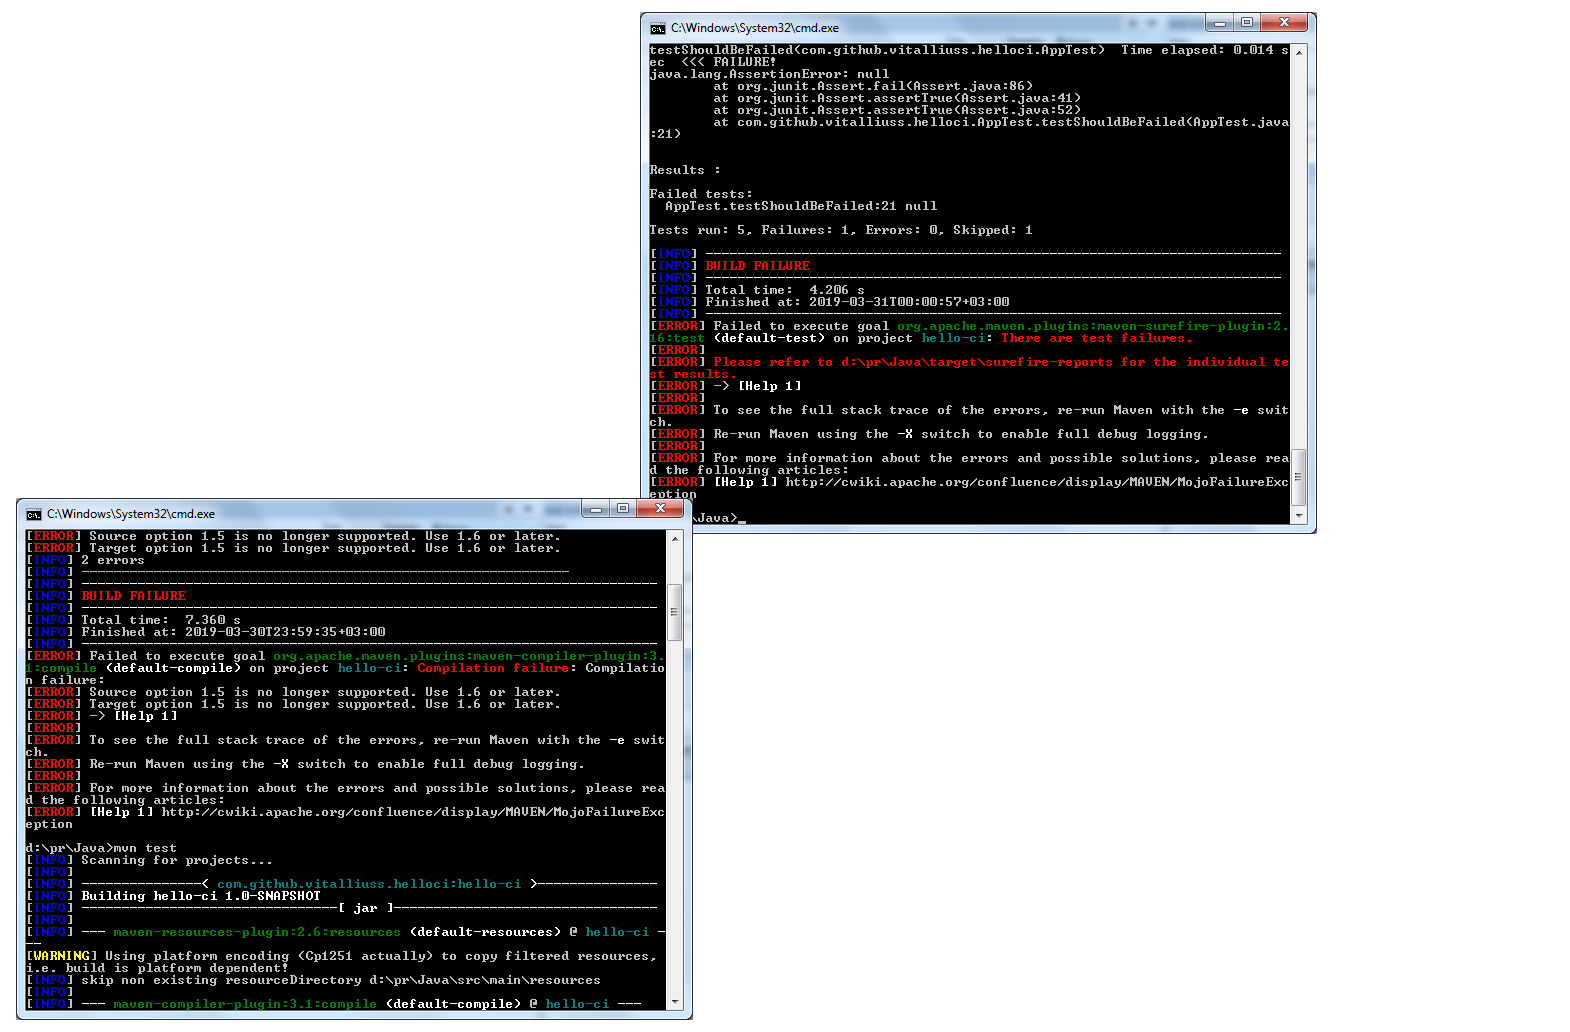 C:\Windows\System32\cmd.exe
testShouldBeFailed(com.github.vitalliuss.helloci.AppTest)  Time elapsed: 0.014 s
ec  <<< FAILURE!
java.lang.AssertionError: null
        at org.junit.Assert.fail(Assert.java:86)
        at org.junit.Assert.assertTrue(Assert.java:41)
        at org.junit.Assert.assertTrue(Assert.java:52)
        at com.github.vitalliuss.helloci.AppTest.testShouldBeFailed(AppTest.java
:21)
Results :
Failed tests:
  AppTest.testShouldBeFailed:21 null
Tests run: 5, Failures: 1, Errors: 0, Skipped: 1
[INFO] ------------------------------------------------------------------------
[INFO] BUILD FAILURE
[INFO] ------------------------------------------------------------------------
[INFO] Total time:  4.206 s
[INFO] Finished at: 2019-03-31T00:00:57+03:00
[INFO] ------------------------------------------------------------------------
[ERROR] Failed to execute goal org.apache.maven.plugins:maven-surefire-plugin:2.
16:test (default-test) on project hello-ci: There are test failures.
[ERROR]
[ERROR] Please refer to d:\pr\Java\target\surefire-reports for the individual te
st results.
[ERROR] -> [Help 1]
[ERROR]
[ERROR] To see the full stack trace of the errors, re-run Maven with the -e swit
ch.
[ERROR] Re-run Maven using the -X switch to enable full debug logging.
[ERROR]
[ERROR] For more information about the errors and possible solutions, please rea
d the following articles:
[ERROR] [Help 1] http://cwiki.apache.org/confluence/display/MAVEN/MojoFailureExc
eption
\Java>_
C:\Windows\System32\cmd.exe
[ERROR] Source option 1.5 is no longer supported. Use 1.6 or later.
[ERROR] Target option 1.5 is no longer supported. Use 1.6 or later.
[INFO] 2 errors
[INFO] -------------------------------------------------------------
[INFO] ------------------------------------------------------------------------
[INFO] BUILD FAILURE
[INFO] ------------------------------------------------------------------------
[INFO] Total time:  7.360 s
[INFO] Finished at: 2019-03-30T23:59:35+03:00
[INFO] ------------------------------------------------------------------------
[ERROR] Failed to execute goal org.apache.maven.plugins:maven-compiler-plugin:3.
1:compile (default-compile) on project hello-ci: Compilation failure: Compilatio
n failure:
[ERROR] Source option 1.5 is no longer supported. Use 1.6 or later.
[ERROR] Target option 1.5 is no longer supported. Use 1.6 or later.
[ERROR] -> [Help 1]
[ERROR]
[ERROR] To see the full stack trace of the errors, re-run Maven with the -e swit
ch.
[ERROR] Re-run Maven using the -X switch to enable full debug logging.
[ERROR]
[ERROR] For more information about the errors and possible solutions, please rea
d the following articles:
[ERROR] [Help 1] http://cwiki.apache.org/confluence/display/MAVEN/MojoFailureExc
eption
d:\pr\Java>mvn test
[INFO] Scanning for projects...
[INFO]
[INFO] ---------------< com.github.vitalliuss.helloci:hello-ci >---------------
[INFO] Building hello-ci 1.0-SNAPSHOT
[INFO] --------------------------------[ jar ]---------------------------------
[INFO]
[INFO] --- maven-resources-plugin:2.6:resources (default-resources) @ hello-ci -
--
[WARNING] Using platform encoding (Cp1251 actually) to copy filtered resources,
i.e. build is platform dependent!
[INFO] skip non existing resourceDirectory d:\pr\Java\src\main\resources
[INFO]
[INFO] --- maven-compiler-plugin:3.1:compile (default-compile) @ hello-ci ---